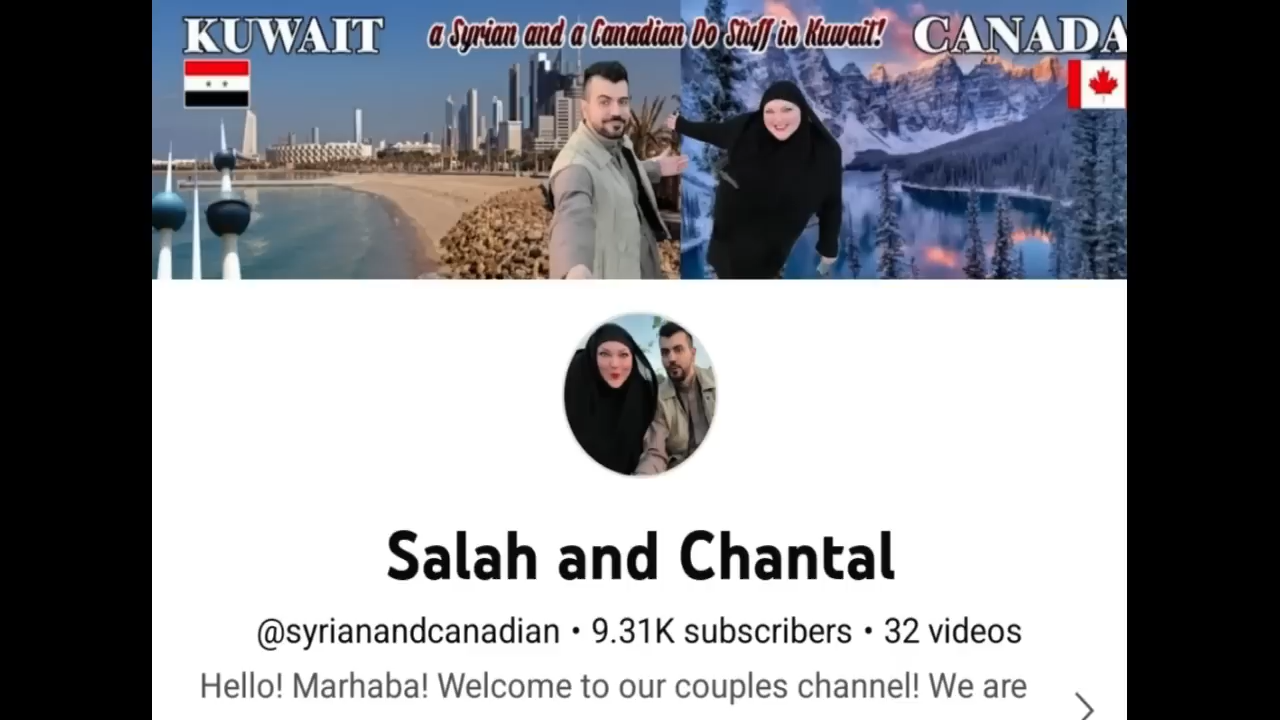 KUWAIT
a Syrian and a Canadian Do Stuff in Kuwait!
CANADA
Salah and Chantal
@syrianandcanadian • 9.31K subscribers • 32 videos
Hello! Marhaba! Welcome to our couples channel! We are